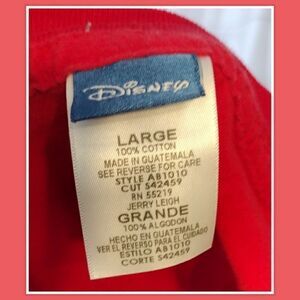 Disney
LARGE
100% COTTON
MADE IN GUATEMALA
SEE REVERSE FOR CARE
STYLE AB1010
CUT 542459
RN 55219
JERRY LEIGH
GRANDE
100% ALGODON
HECHO EN GUATEMALA
VER EL REVERSO PARA EL CUIDADO
ESTILO AB1010
CORTE 542459